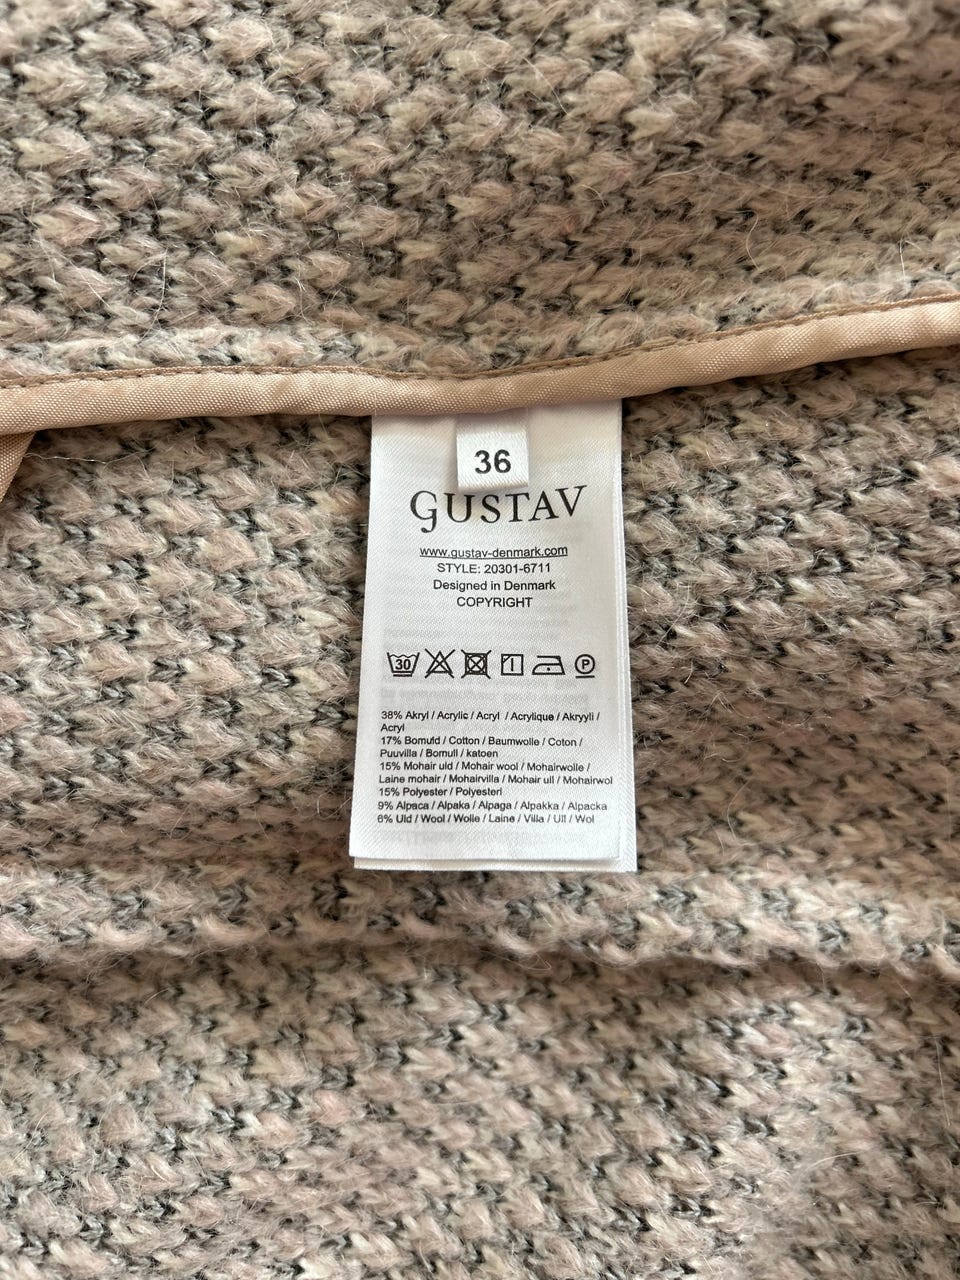 36
GUSTAV
www.gustav-denmark.com
STYLE: 20301-6711
Designed in Denmark
COPYRIGHT
30 P
38% Akryl / Acrylic / Acryl / Acrylique / Akryyli /
Acryl
17% Bomuld / Cotton / Baumwolle / Coton /
Puuvilla / Bomull / katoen
15% Mohair uld / Mohair wool / Mohairwolle /
Laine mohair / Mohairvilla / Mohair ull / Mohairwol
15% Polyester / Polyesteri
9% Alpaca / Alpaka / Alpaga / Alpakka / Alpacka
6% Uld / Wool / Wolle / Laine / Villa / Ull / Wol